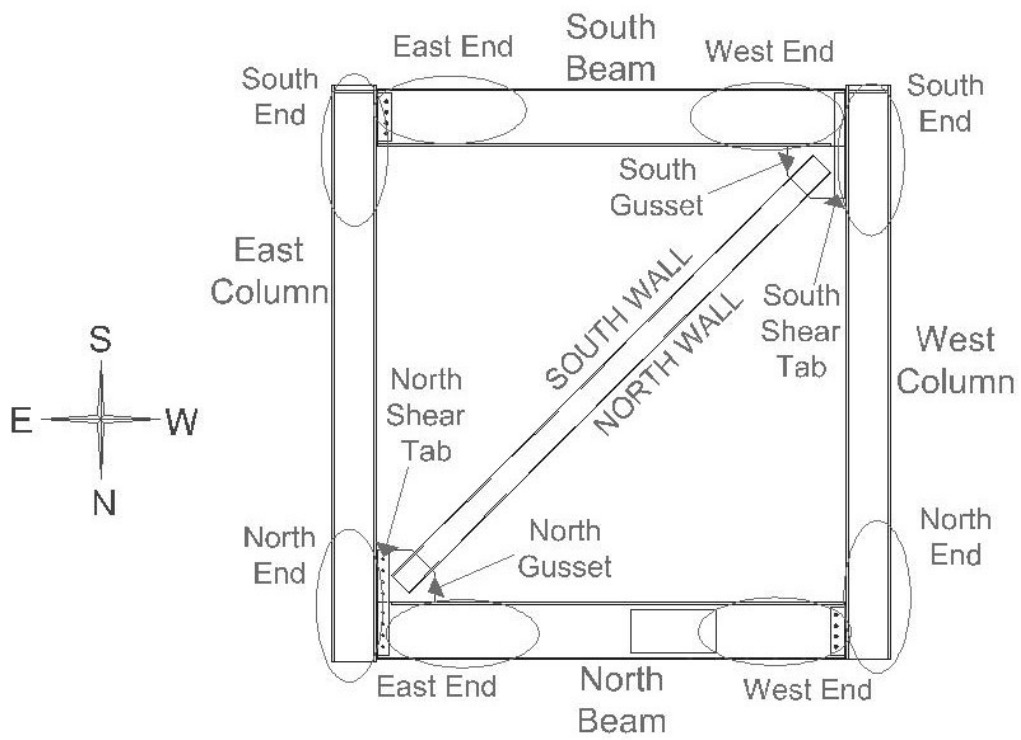 South
Beam
East End
West End
South
End
South
End
South
Gusset
East
Column
SOUTH WALL
NORTH WALL
South
Shear
Tab
West
Column
S
E
W
N
North
Shear
Tab
North
End
North
Gusset
North
End
East End
North
Beam
West End